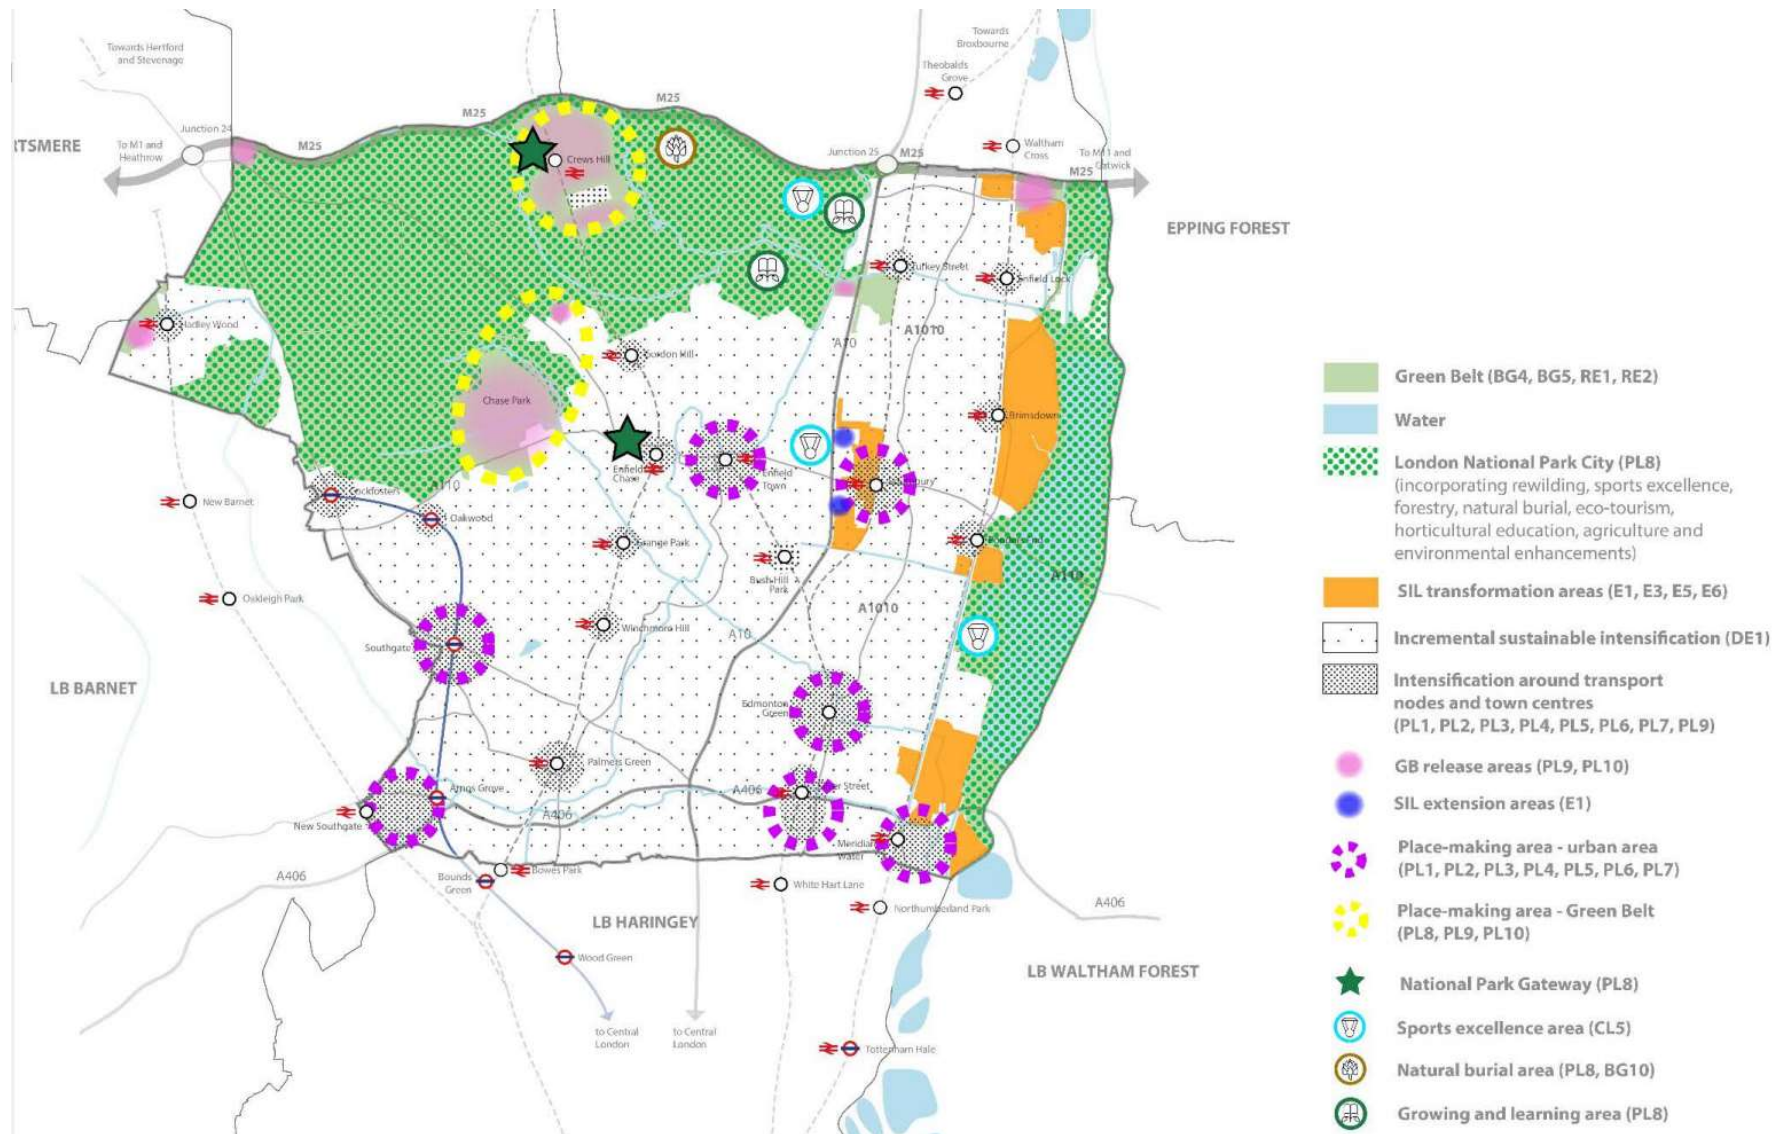 Towards Hertford
and Stevenage
Towards
Broxbourne
Theobalds
Grove
M25
M25
Junction 24
RTSMERE
To M1 and
Heathrow
M25
Crews Hill
Junction 25
M25
Waltham
Cross
To M11 and
Gatwick
M25
EPPING FOREST
Turkey Street
Enfield Lock
Hadley Wood
A1010
A10
Gordon Hill
Chase Park
Brimsdown
Enfield
Chase
Enfield
Town
Cockfosters
A110
New Barnet
Oakwood
Grange Park
Bush Hill
Park
Oakleigh Park
A1010
Winchmore Hill
A10
Southgate
LB BARNET
Edmonton
Green
Palmers Green
Arnos Grove
A406
A406
New Southgate
Meridian
Water
Bowes Park
Bounds
Green
A406
White Hart Lane
Northumberland Park
A406
LB HARINGEY
Wood Green
LB WALTHAM FOREST
to Central
London
to Central
London
Tottenham Hale
Green Belt (BG4, BG5, RE1, RE2)
Water
London National Park City (PL8)
(incorporating rewilding, sports excellence,
forestry, natural burial, eco-tourism,
horticultural education, agriculture and
environmental enhancements)
SIL transformation areas (E1, E3, E5, E6)
Incremental sustainable intensification (DE1)
Intensification around transport
nodes and town centres
(PL1, PL2, PL3, PL4, PL5, PL6, PL7, PL9)
GB release areas (PL9, PL10)
SIL extension areas (E1)
Place-making area - urban area
(PL1, PL2, PL3, PL4, PL5, PL6, PL7)
Place-making area - Green Belt
(PL8, PL9, PL10)
National Park Gateway (PL8)
Sports excellence area (CL5)
Natural burial area (PL8, BG10)
Growing and learning area (PL8)